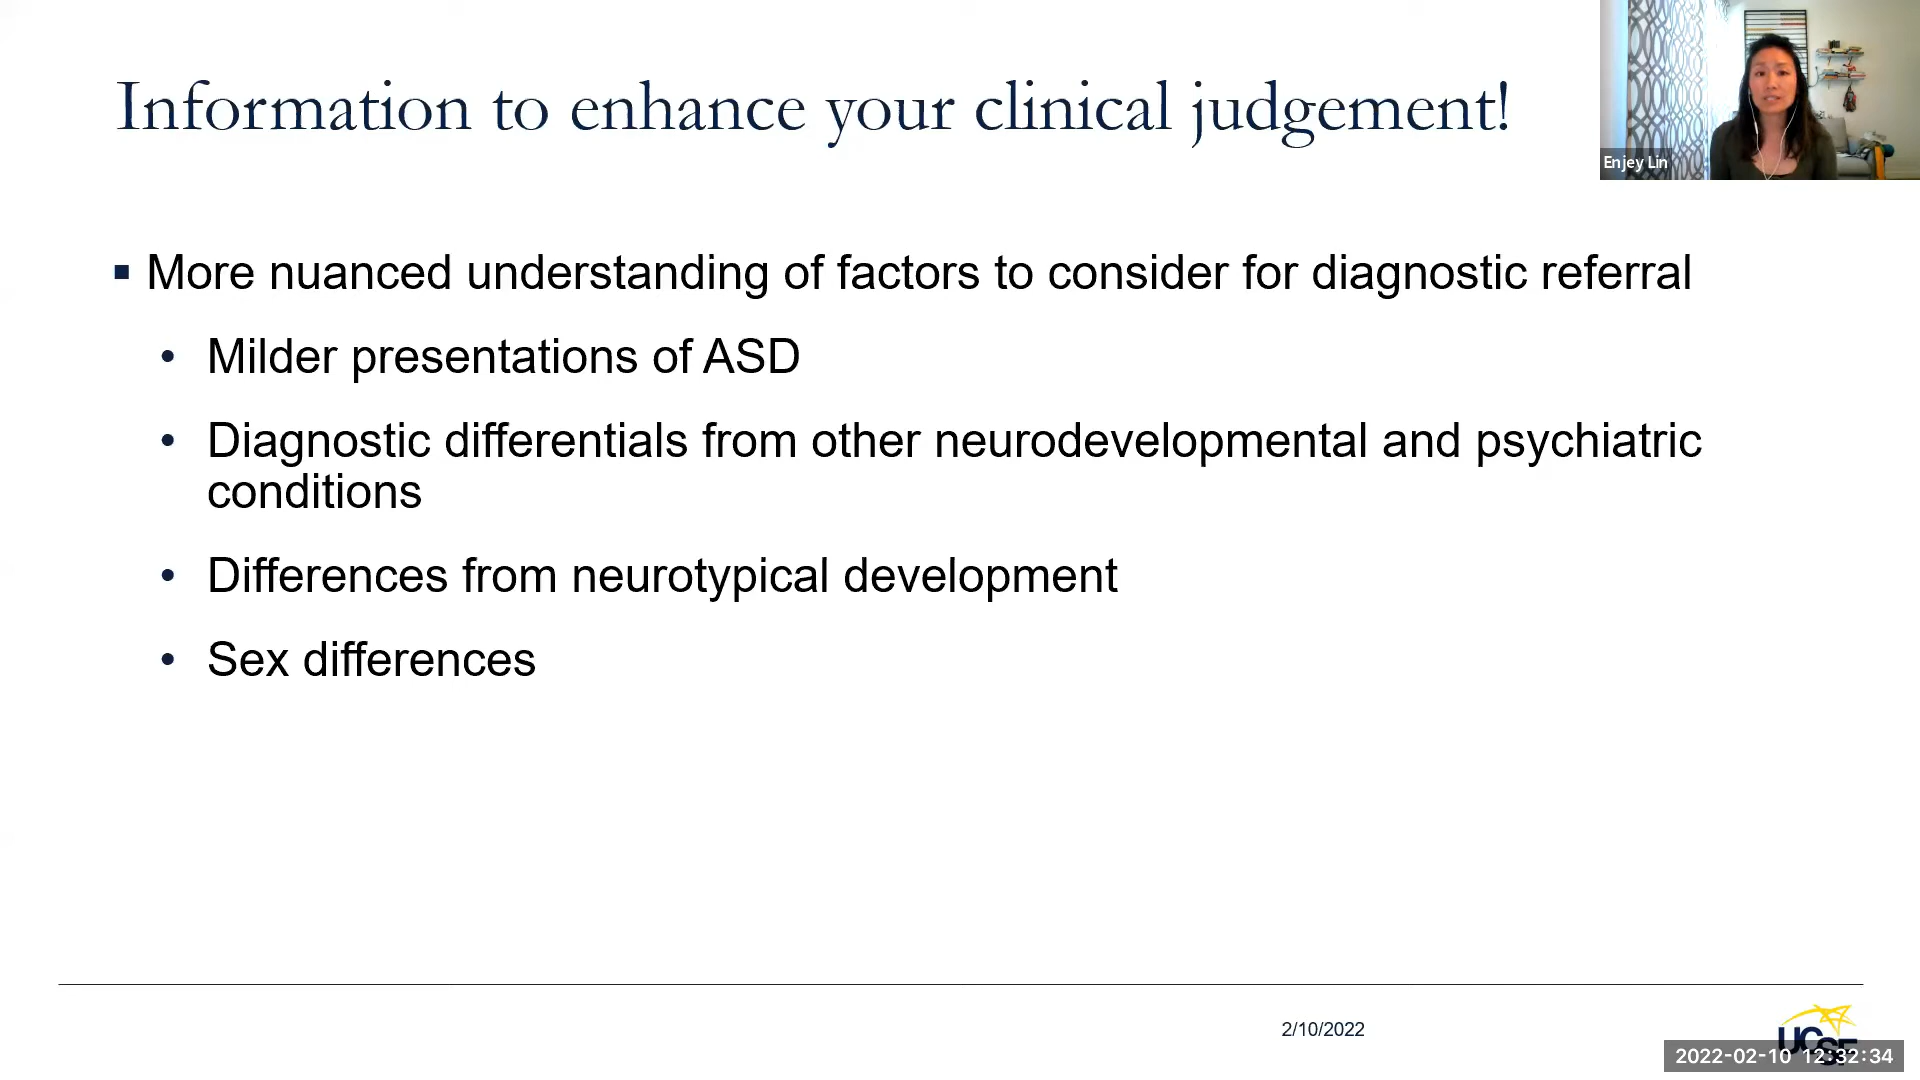 Information to enhance your clinical judgement!
Enjey Lin
▪ More nuanced understanding of factors to consider for diagnostic referral
• Milder presentations of ASD
• Diagnostic differentials from other neurodevelopmental and psychiatric
conditions
• Differences from neurotypical development
• Sex differences
2/10/2022
UCSF
2022-02-10 12:32:34